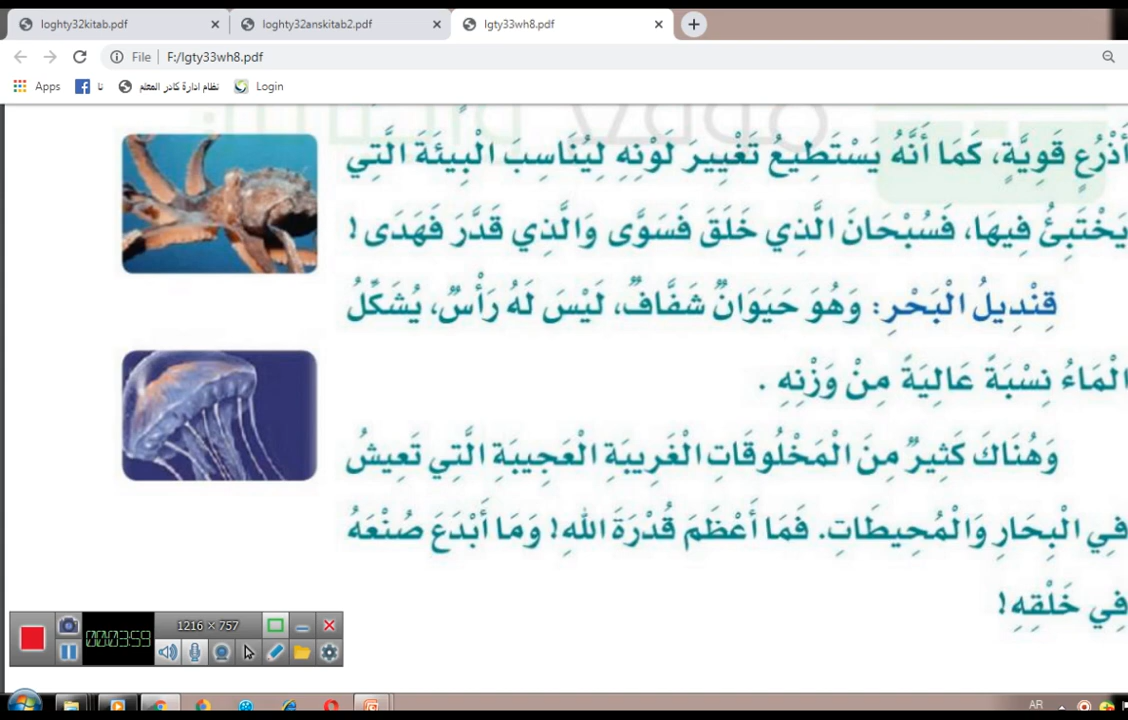 loghty32kitab.pdf
loghty32anskitab2.pdf
lgty33wh8.pdf
File F:/lgty33wh8.pdf
Apps
تا
نظام ادارة كادر المعلم
Login
أَذْرُعٍ قَوِيَّةٍ، كَمَا أَنَّهُ يَسْتَطِيعُ تَغْيِيرَ لَوْنِهِ لِيُنَاسِبَ الْبِيئَةَ الَّتِي
يَخْتَبِئُ فِيهَا، فَسُبْحَانَ الَّذِي خَلَقَ فَسَوَّى وَالَّذِي قَدَّرَ فَهَدَى!
قِنْدِيلُ الْبَحْرِ: وَهُوَ حَيَوَانٌ شَفَّافٌ، لَيْسَ لَهُ رَأْسٌ، يُشَكِّلُ
الْمَاءُ نِسْبَةً عَالِيَةً مِنْ وَزْنِهِ .
وَهُنَاكَ كَثِيرٌ مِنَ الْمَخْلُوقَاتِ الْغَرِيبَةِ الْعَجِيبَةِ الَّتِي تَعِيشُ
فِي الْبِحَارِ وَالْمُحِيطَاتِ. فَمَا أَعْظَمَ قُدْرَةَ اللهِ! وَمَا أَبْدَعَ صُنْعَهُ
فِي خَلْقِهِ!
1216 × 757
00:03:59
AR